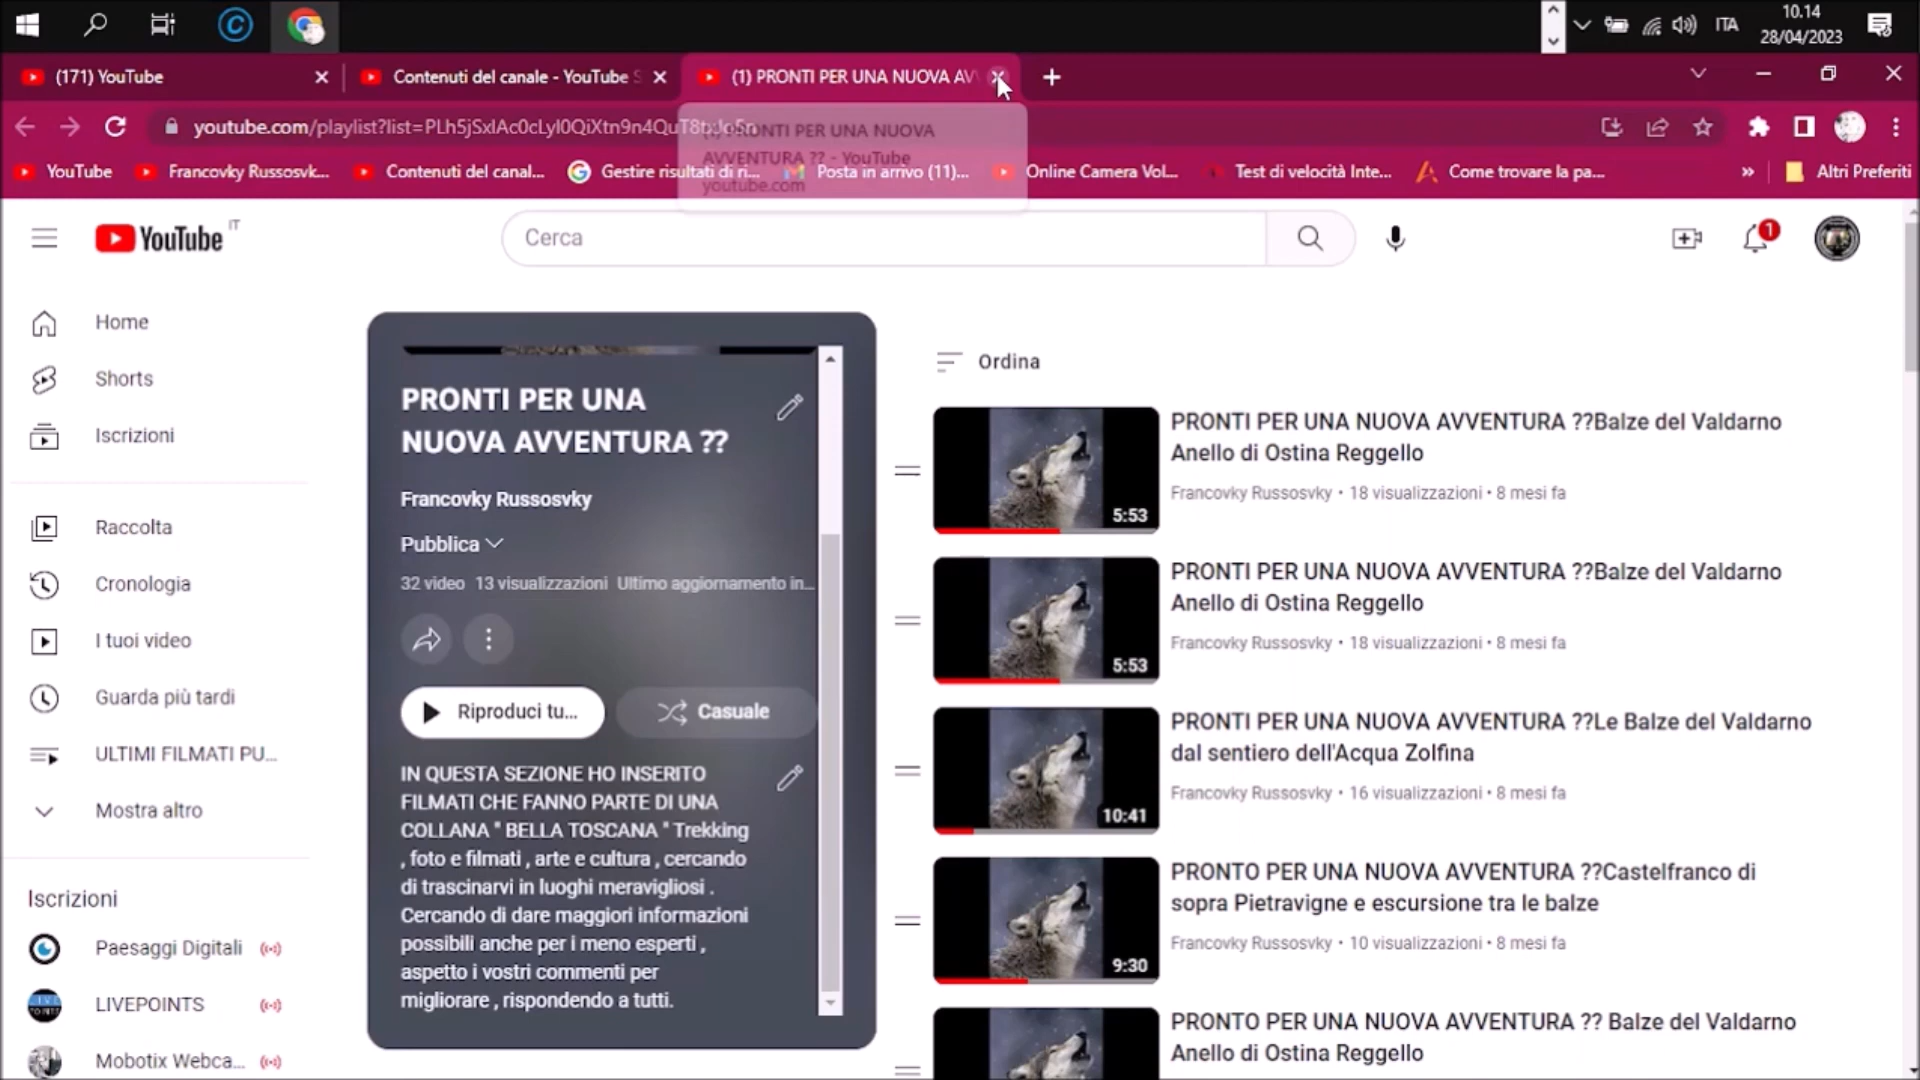 ITA
10.14
28/04/2023
(171) YouTube
Contenuti del canale - YouTube S
(1) PRONTI PER UNA NUOVA AV
youtube.com/playlist?list=PLh5jSxIAc0cLyI0QiXtn9n4QuT8
PRONTI PER UNA NUOVA
AVVENTURA ?? - YouTube
youtube.com
YouTube
Francovky Russosvk...
Contenuti del canal...
Gestire risultati di ri...
Posta in arrivo (11)...
Online Camera Vol...
Test di velocità Inte...
Come trovare la pa...
»
Altri Preferiti
YouTube IT
Cerca
1
Home
Shorts
Iscrizioni
Raccolta
Cronologia
I tuoi video
Guarda più tardi
ULTIMI FILMATI PU...
Mostra altro
Iscrizioni
Paesaggi Digitali
LIVEPOINTS
Mobotix Webca...
PRONTI PER UNA
NUOVA AVVENTURA ??
Francovky Russosvky
Pubblica
32 video 13 visualizzazioni Ultimo aggiornamento in...
Riproduci tu...
Casuale
IN QUESTA SEZIONE HO INSERITO
FILMATI CHE FANNO PARTE DI UNA
COLLANA " BELLA TOSCANA " Trekking
, foto e filmati , arte e cultura , cercando
di trascinarvi in luoghi meravigliosi .
Cercando di dare maggiori informazioni
possibili anche per i meno esperti ,
aspetto i vostri commenti per
migliorare , rispondendo a tutti.
Ordina
5:53
PRONTI PER UNA NUOVA AVVENTURA ??Balze del Valdarno
Anello di Ostina Reggello
Francovky Russosvky • 18 visualizzazioni • 8 mesi fa
5:53
PRONTI PER UNA NUOVA AVVENTURA ??Balze del Valdarno
Anello di Ostina Reggello
Francovky Russosvky • 18 visualizzazioni • 8 mesi fa
10:41
PRONTI PER UNA NUOVA AVVENTURA ??Le Balze del Valdarno
dal sentiero dell'Acqua Zolfina
Francovky Russosvky • 16 visualizzazioni • 8 mesi fa
9:30
PRONTO PER UNA NUOVA AVVENTURA ??Castelfranco di
sopra Pietravigne e escursione tra le balze
Francovky Russosvky • 10 visualizzazioni • 8 mesi fa
PRONTO PER UNA NUOVA AVVENTURA ?? Balze del Valdarno
Anello di Ostina Reggello